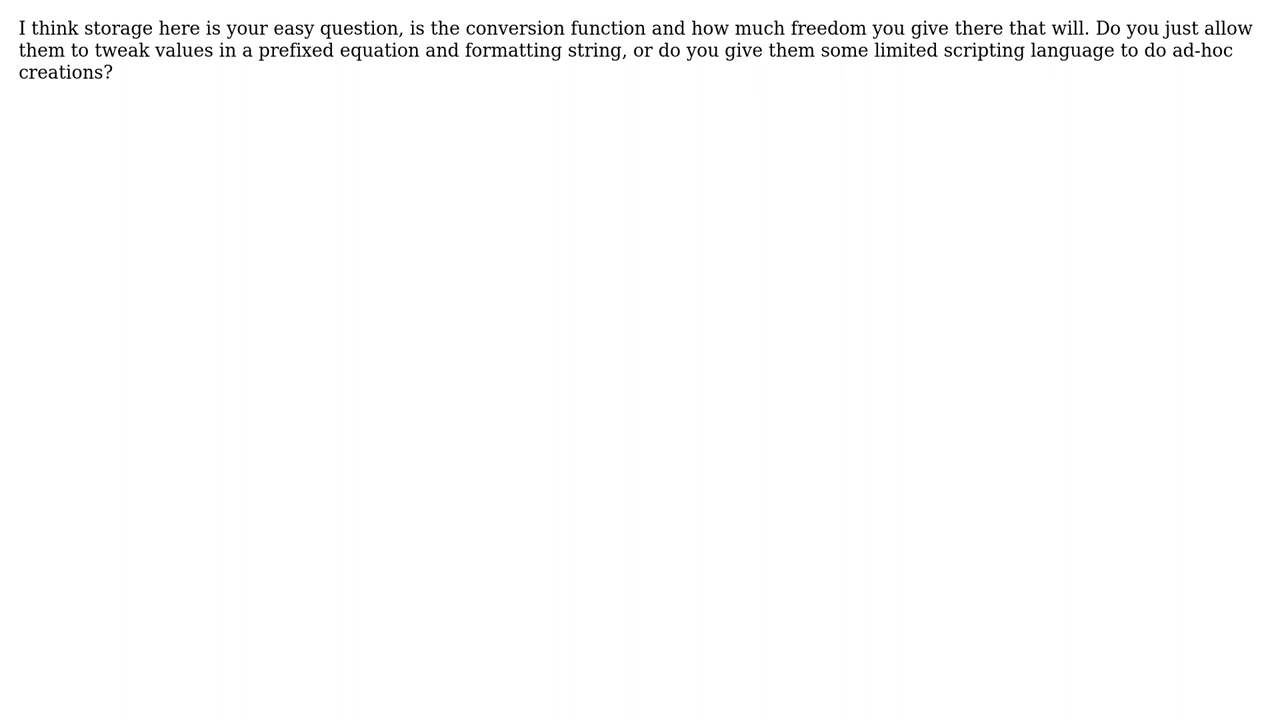 I think storage here is your easy question, is the conversion function and how much freedom you give there that will. Do you just allow
them to tweak values in a prefixed equation and formatting string, or do you give them some limited scripting language to do ad-hoc
creations?